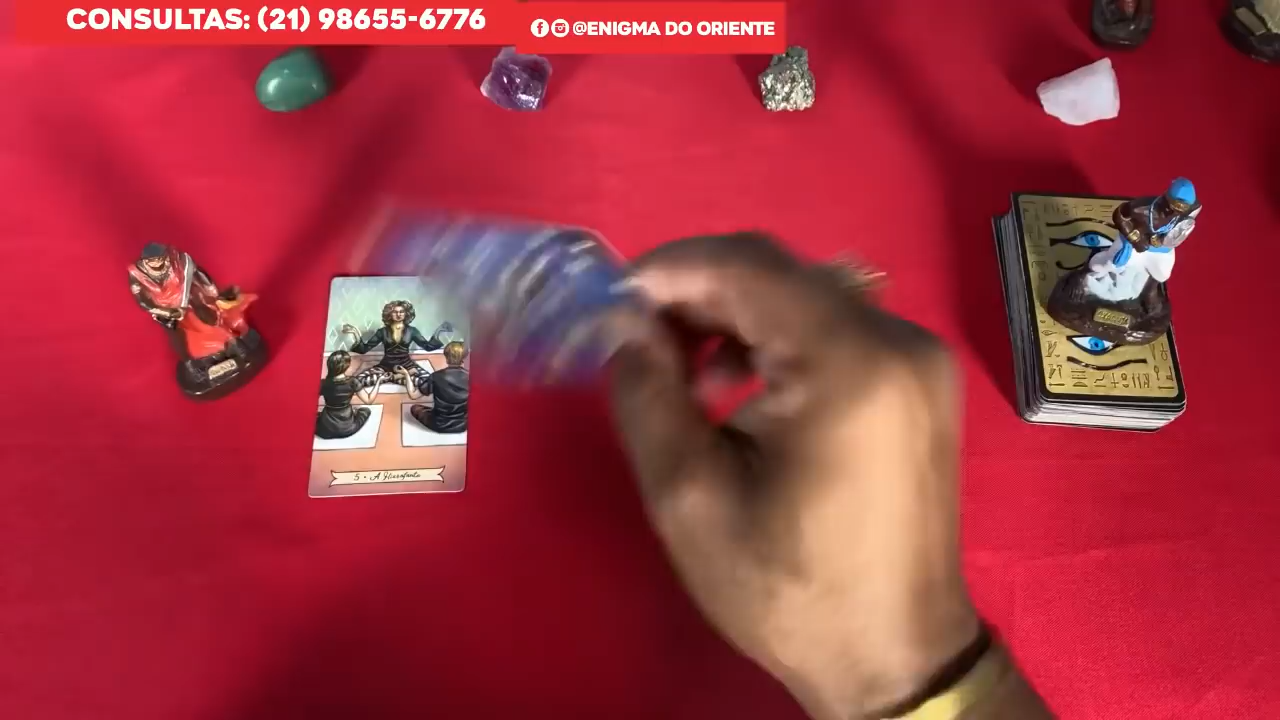 CONSULTAS: (21) 98655-6776
@ENIGMA DO ORIENTE
5 • A Hierofante